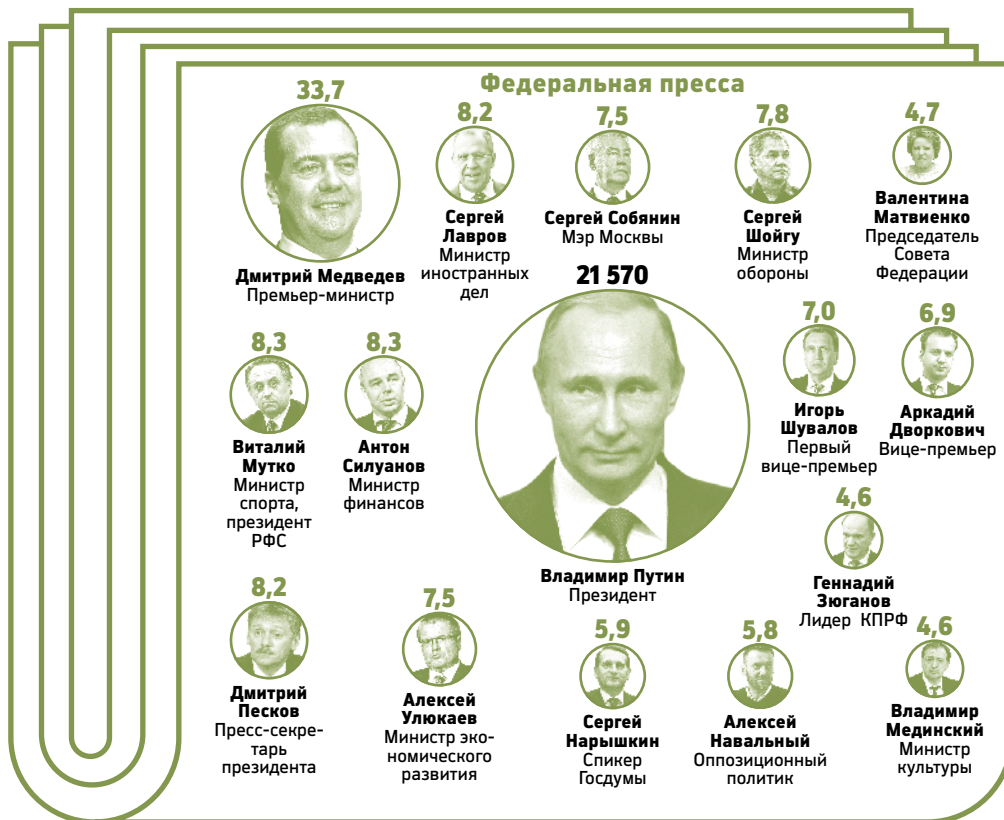 Федеральная пресса
33,7
Дмитрий Медведев
Премьер-министр
8,2
Сергей
Лавров
Министр
иностранных
дел
7,5
Сергей Собянин
Мэр Москвы
7,8
Сергей
Шойгу
Министр
обороны
4,7
Валентина
Матвиенко
Председатель
Совета
Федерации
21 570
Владимир Путин
Президент
8,3
Виталий
Мутко
Министр
спорта,
президент
РФС
8,3
Антон
Силуанов
Министр
финансов
7,0
Игорь
Шувалов
Первый
вице-премьер
6,9
Аркадий
Дворкович
Вице-премьер
4,6
Геннадий
Зюганов
Лидер КПРФ
8,2
Дмитрий
Песков
Пресс-секре-
тарь
президента
7,5
Алексей
Улюкаев
Министр эко-
номического
развития
5,9
Сергей
Нарышкин
Спикер
Госдумы
5,8
Алексей
Навальный
Оппозиционный
политик
4,6
Владимир
Мединский
Министр
культуры